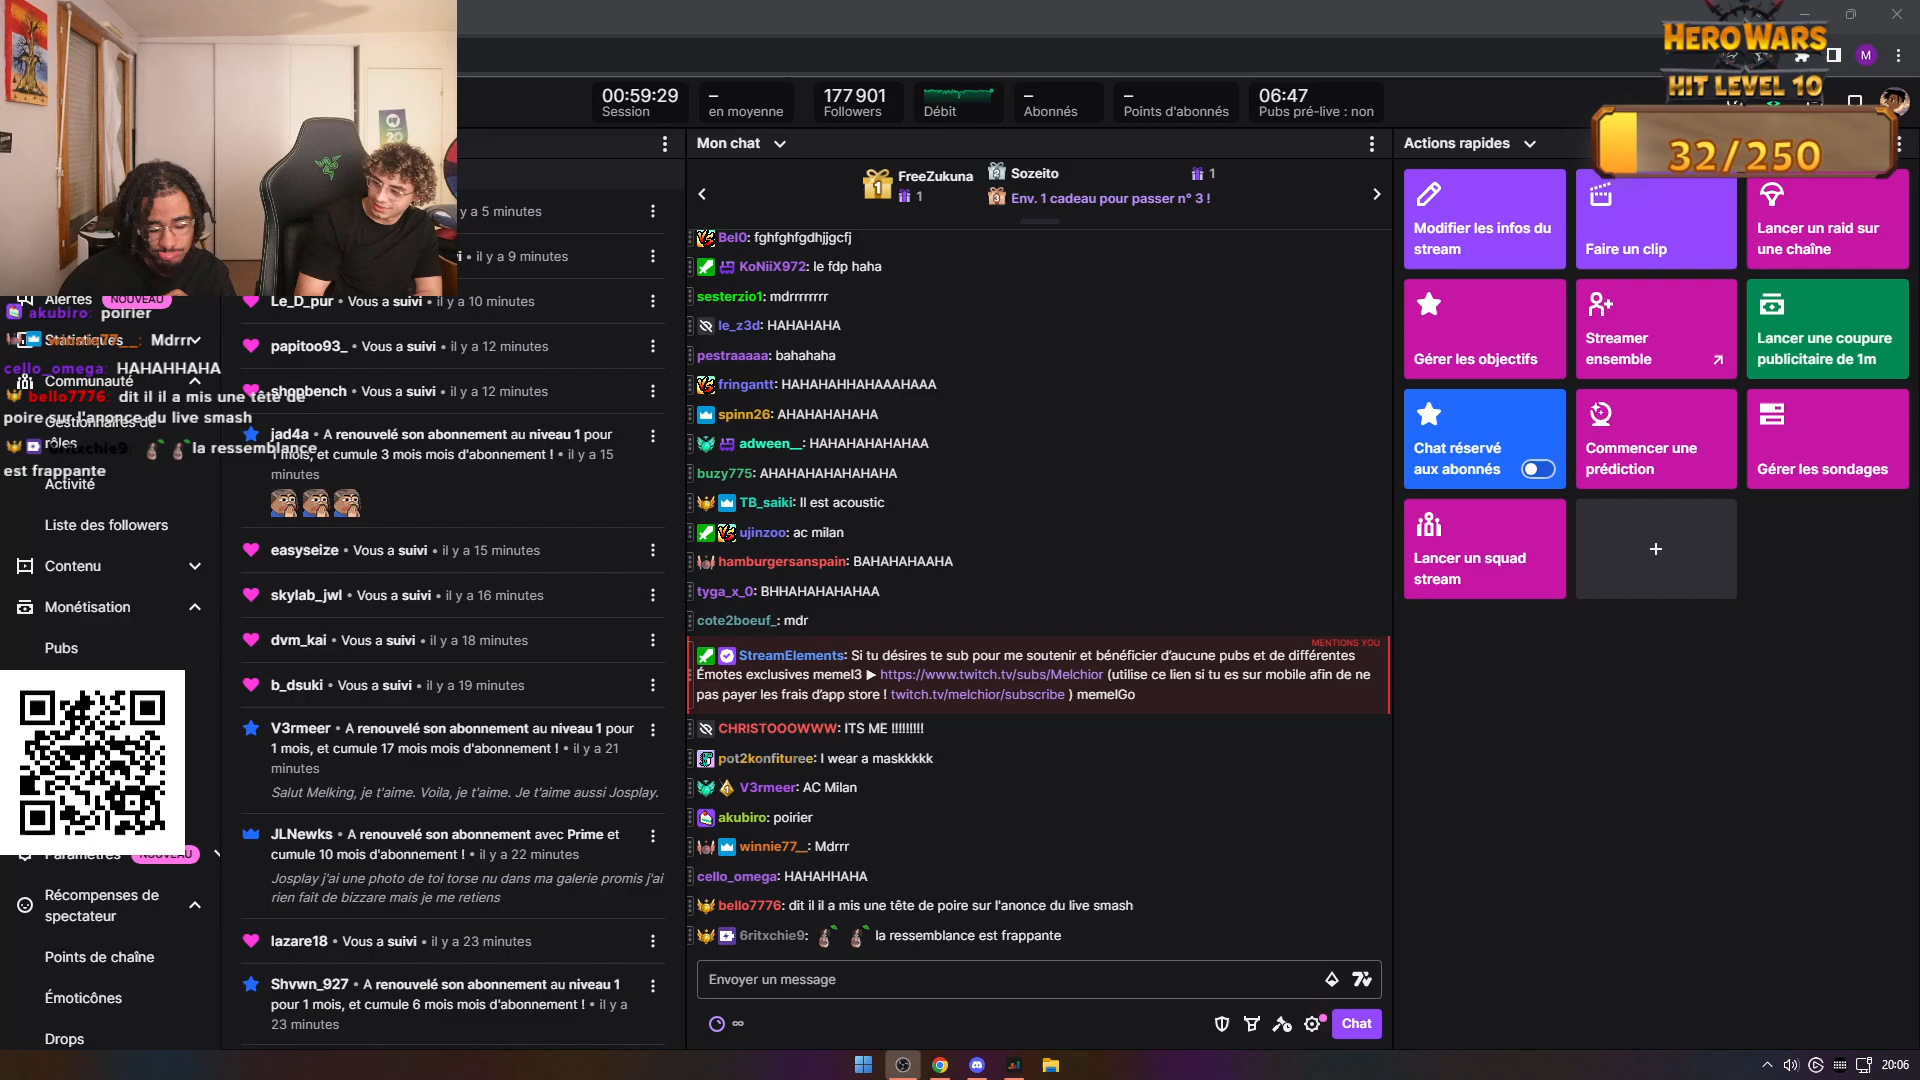 HERO WARS
HIT LEVEL 10
32/250
00:59:29
Session
–
en moyenne
177 901
Followers
Débit
–
Abonnés
–
Points d'abonnés
06:47
Pubs pré-live : non
M
Mon chat
Actions rapides
1
FreeZukuna
1
2
Sozeito
1
3
Env. 1 cadeau pour passer n° 3 !
y a 5 minutes
i • il y a 9 minutes
Le_D_pur • Vous a suivi • il y a 10 minutes
papitoo93_ • Vous a suivi • il y a 12 minutes
shopbench • Vous a suivi • il y a 12 minutes
jad4a • A renouvelé son abonnement au niveau 1 pour
1 mois, et cumule 3 mois mois d'abonnement ! • il y a 15
minutes
easyseize • Vous a suivi • il y a 15 minutes
skylab_jwl • Vous a suivi • il y a 16 minutes
dvm_kai • Vous a suivi • il y a 18 minutes
b_dsuki • Vous a suivi • il y a 19 minutes
V3rmeer • A renouvelé son abonnement au niveau 1 pour
1 mois, et cumule 17 mois mois d'abonnement ! • il y a 21
minutes
Salut Melking, je t'aime. Voila, je t'aime. Je t'aime aussi Josplay.
JLNewks • A renouvelé son abonnement avec Prime et
cumule 10 mois d'abonnement ! • il y a 22 minutes
Josplay j'ai une photo de toi torse nu dans ma galerie promis j'ai
rien fait de bizzare mais je me retiens
lazare18 • Vous a suivi • il y a 23 minutes
Shvwn_927 • A renouvelé son abonnement au niveau 1
pour 1 mois, et cumule 6 mois mois d'abonnement ! • il y a
23 minutes
Alertes
NOUVEAU
akubiro: poirier
Statistiques
winnie77__: Mdrrr
cello_omega: HAHAHHAHA
Communauté
bello7776: dit il il a mis une tête de
poire sur l'anonce du live smash
Gestionnaires de
rôles
6ritxchie9: la ressemblance
est frappante
Activité
Liste des followers
Contenu
Monétisation
Pubs
Paramètres
NOUVEAU
Récompenses de
spectateur
Points de chaîne
Émoticônes
Drops
Bel0: fghfghfgdhjjgcfj
KoNiiX972: le fdp haha
sesterzio1: mdrrrrrrr
le_z3d: HAHAHAHA
pestraaaaa: bahahaha
fringantt: HAHAHAHHAHAAAHAAA
spinn26: AHAHAHAHAHA
adween__: HAHAHAHAHAHAA
buzy775: AHAHAHAHAHAHAHA
TB_saiki: Il est acoustic
ujinzoo: ac milan
hamburgersanspain: BAHAHAHAAHA
tyga_x_0: BHHAHAHAHAHAA
cote2boeuf_: mdr
MENTIONS YOU
StreamElements: Si tu désires te sub pour me soutenir et bénéficier d'aucune pubs et de différentes
Émotes exclusives memel3 ▶ https://www.twitch.tv/subs/Melchior (utilise ce lien si tu es sur mobile afin de ne
pas payer les frais d'app store ! twitch.tv/melchior/subscribe ) memelGo
CHRISTOOOWWW: ITS ME !!!!!!!!!
pot2konfituree: I wear a maskkkkk
V3rmeer: AC Milan
akubiro: poirier
winnie77__: Mdrrr
cello_omega: HAHAHHAHA
bello7776: dit il il a mis une tête de poire sur l'anonce du live smash
6ritxchie9: la ressemblance est frappante
Envoyer un message
∞
Chat
Modifier les infos du
stream
Faire un clip
Lancer un raid sur
une chaîne
Gérer les objectifs
Streamer
ensemble
Lancer une coupure
publicitaire de 1m
Chat réservé
aux abonnés
Commencer une
prédiction
Gérer les sondages
Lancer un squad
stream
+
20:06